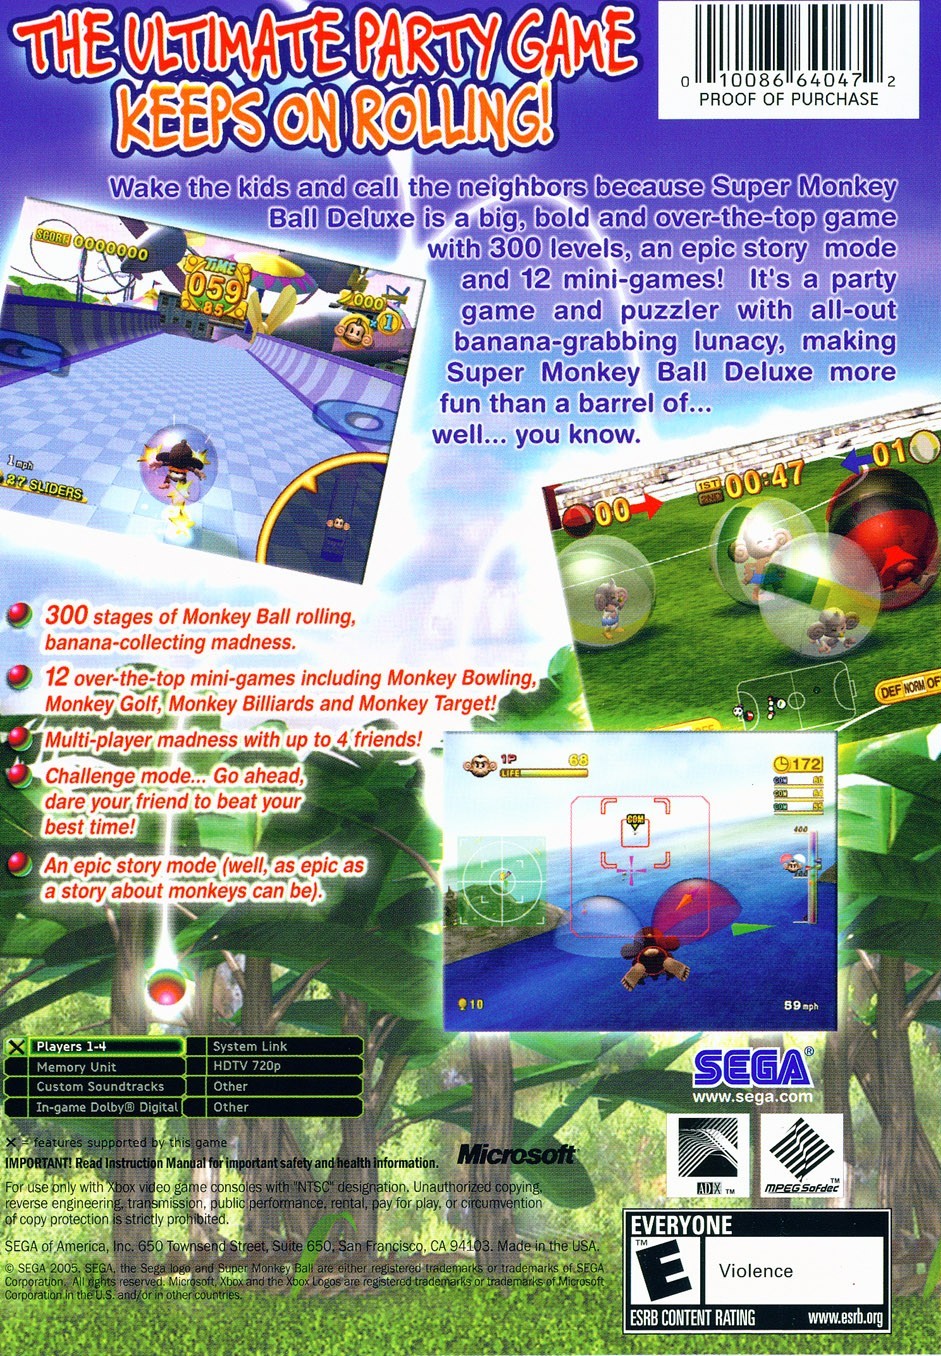 THE ULTIMATE PARTY GAME
KEEPS ON ROLLING!
0 10086 64047 2
PROOF OF PURCHASE
Wake the kids and call the neighbors because Super Monkey
Ball Deluxe is a big, bold and over-the-top game
with 300 levels, an epic story mode
and 12 mini-games! It's a party
game and puzzler with all-out
banana-grabbing lunacy, making
Super Monkey Ball Deluxe more
fun than a barrel of...
well... you know.
SCORE 0000000
TIME
059
85
000
x 1
1 mph
27 SLIDERS
00
1ST
2ND
00:47
01
DEF NORM OF
300 stages of Monkey Ball rolling,
banana-collecting madness.
12 over-the-top mini-games including Monkey Bowling,
Monkey Golf, Monkey Billiards and Monkey Target!
Multi-player madness with up to 4 friends!
Challenge mode... Go ahead,
dare your friend to beat your
best time!
An epic story mode (well, as epic as
a story about monkeys can be).
1P 68
LIFE
172
COM
COM
COM
COM
400
10
59 mph
X Players 1-4
Memory Unit
Custom Soundtracks
In-game Dolby® Digital
System Link
HDTV 720p
Other
Other
X = features supported by this game
IMPORTANT! Read Instruction Manual for important safety and health information.
Microsoft®
SEGA®
www.sega.com
ADX ™
MPEG Sofdec ™
For use only with Xbox video game consoles with "NTSC" designation. Unauthorized copying,
reverse engineering, transmission, public performance, rental, pay for play, or circumvention
of copy protection is strictly prohibited.
SEGA of America, Inc. 650 Townsend Street, Suite 650, San Francisco, CA 94103. Made in the USA.
© SEGA 2005. SEGA, the Sega logo and Super Monkey Ball are either registered trademarks or trademarks of SEGA
Corporation. All rights reserved. Microsoft, Xbox and the Xbox Logos are registered trademarks or trademarks of Microsoft
Corporation in the U.S. and/or in other countries.
EVERYONE
™
E
Violence
ESRB CONTENT RATING www.esrb.org